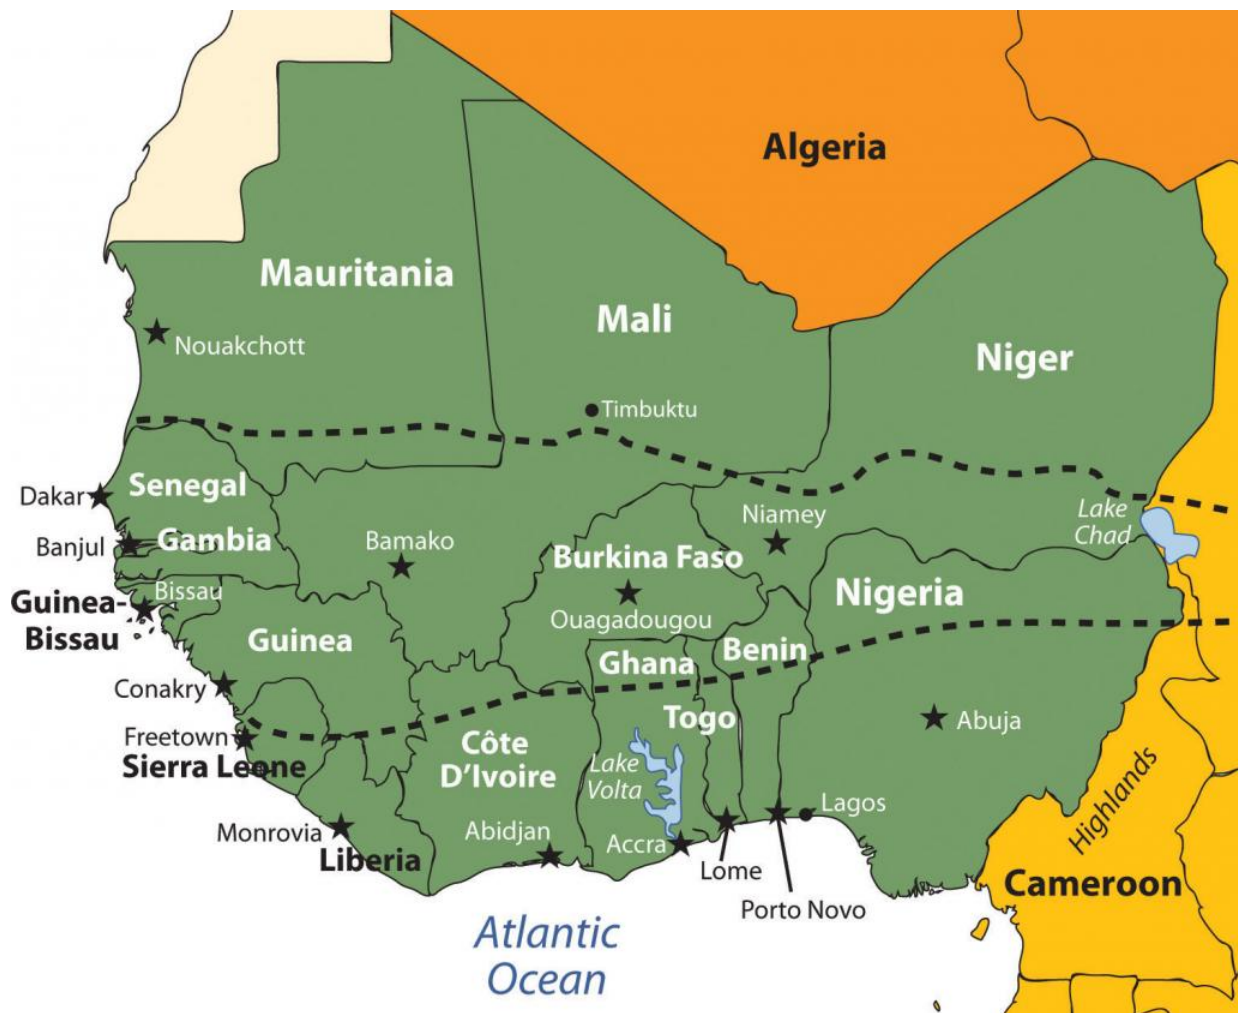 Algeria
Mauritania
Mali
Niger
Nouakchott
Timbuktu
Senegal
Dakar
Gambia
Banjul
Bamako
Niamey
Lake
Chad
Burkina Faso
Ouagadougou
Nigeria
Bissau
Guinea-
Bissau
Guinea
Ghana
Benin
Conakry
Togo
Abuja
Freetown
Sierra Leone
Côte
D'Ivoire
Lake
Volta
Highlands
Lagos
Monrovia
Abidjan
Accra
Liberia
Lome
Cameroon
Porto Novo
Atlantic
Ocean